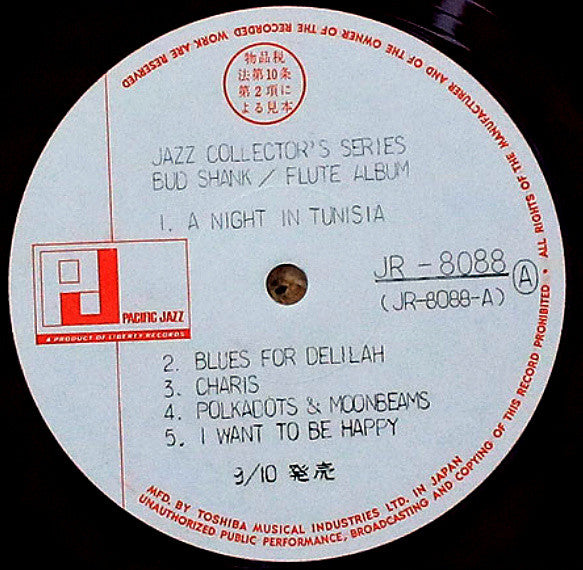 ALL RIGHTS OF THE MANUFACTURER AND OF THE OWNER OF THE RECORDED WORK ARE RESERVED
物品税
法第10条
第2項に
よる見本
JAZZ COLLECTOR'S SERIES
BUD SHANK / FLUTE ALBUM
1. A NIGHT IN TUNISIA
PJ
PACIFIC JAZZ
A PRODUCT OF LIBERTY RECORDS
JR-8088 A
(JR-8088-A)
2. BLUES FOR DELILAH
3. CHARIS
4. POLKADOTS & MOONBEAMS
5. I WANT TO BE HAPPY
3/10 発売
MFD. BY TOSHIBA MUSICAL INDUSTRIES LTD. IN JAPAN
UNAUTHORIZED PUBLIC PERFORMANCE, BROADCASTING AND COPYING OF THIS RECORD PROHIBITED